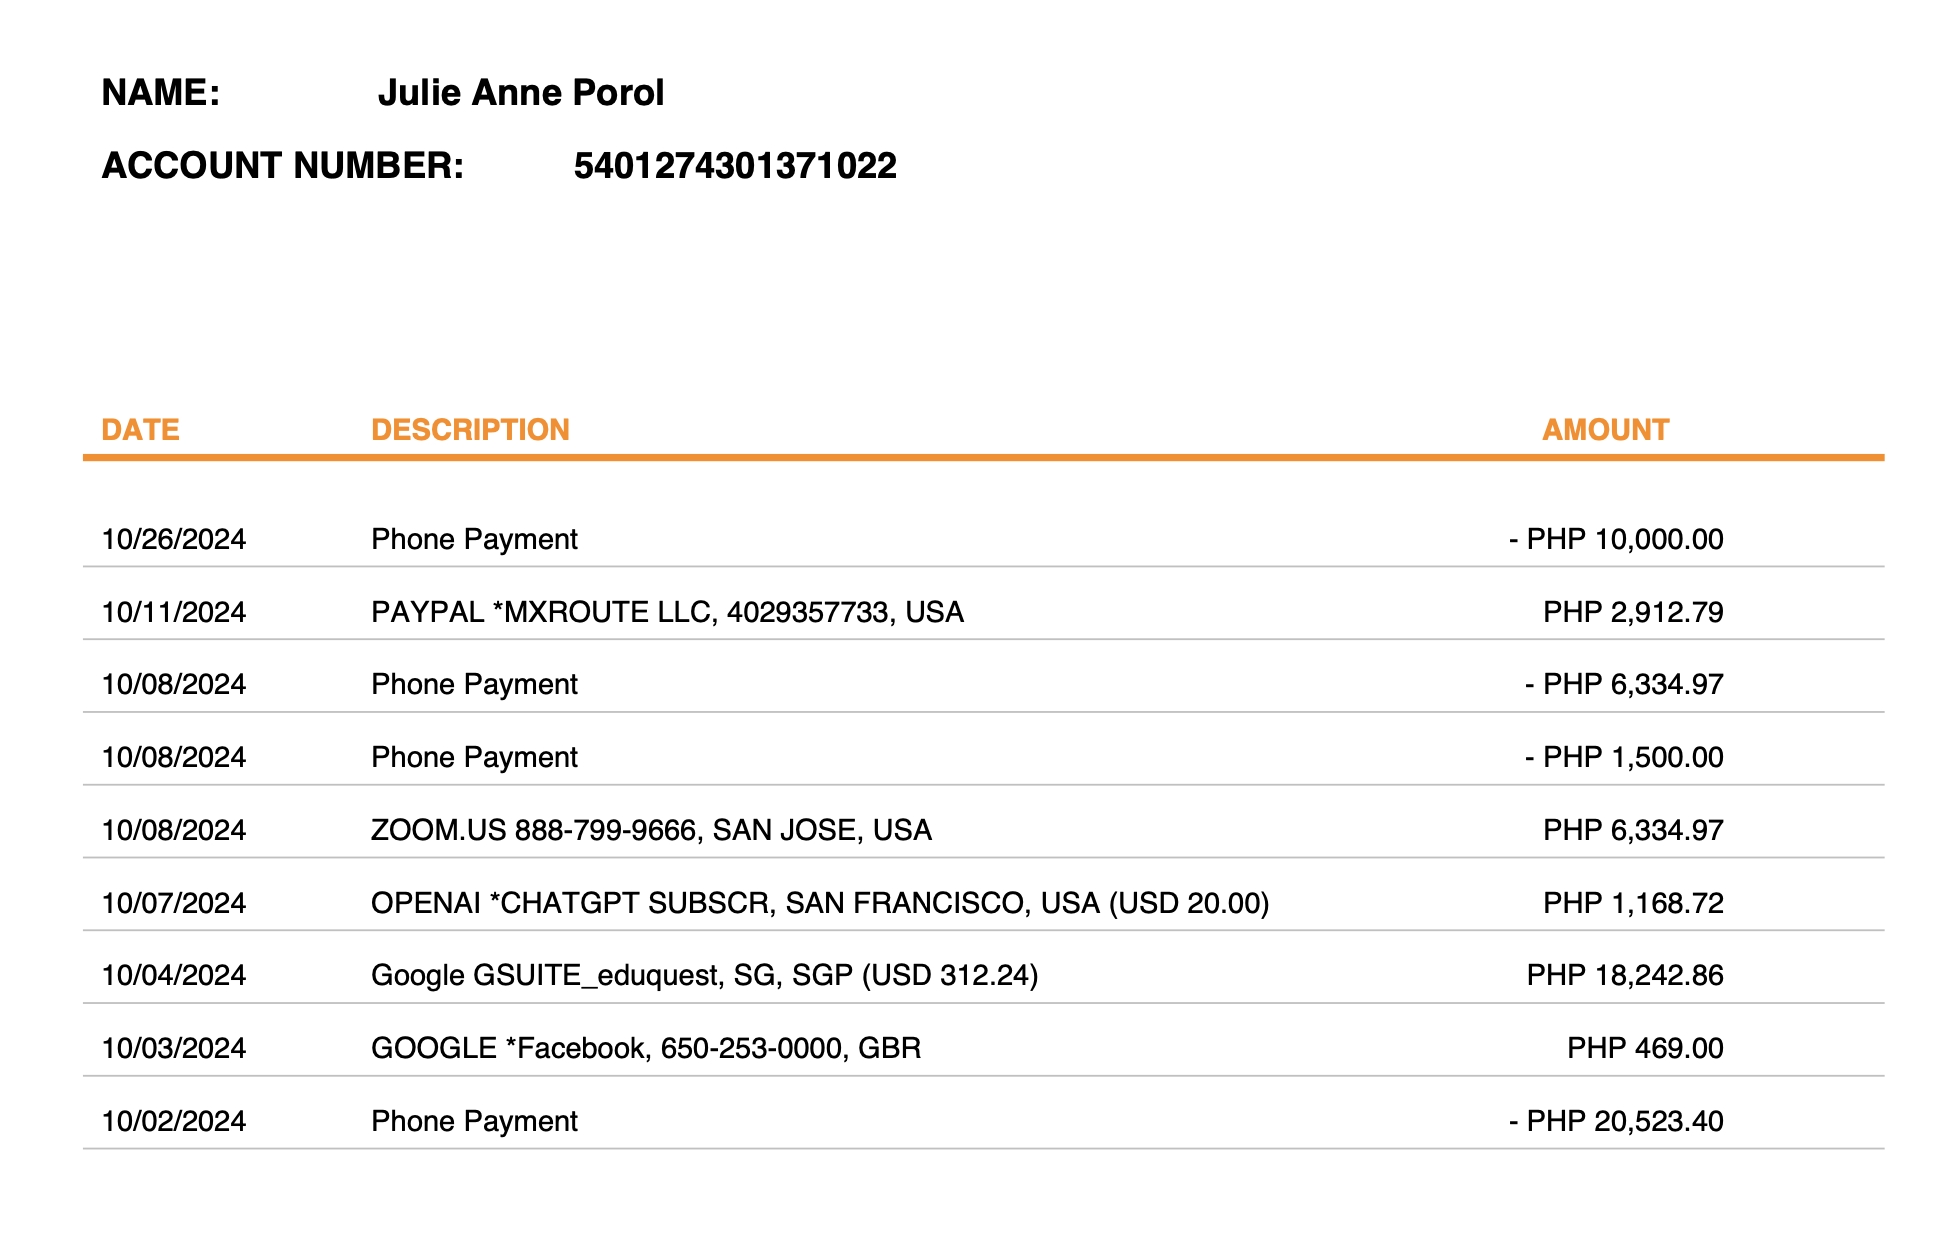 NAME: Julie Anne Porol
ACCOUNT NUMBER: 5401274301371022
DATE DESCRIPTION AMOUNT
10/26/2024 Phone Payment - PHP 10,000.00
10/11/2024 PAYPAL *MXROUTE LLC, 4029357733, USA PHP 2,912.79
10/08/2024 Phone Payment - PHP 6,334.97
10/08/2024 Phone Payment - PHP 1,500.00
10/08/2024 ZOOM.US 888-799-9666, SAN JOSE, USA PHP 6,334.97
10/07/2024 OPENAI *CHATGPT SUBSCR, SAN FRANCISCO, USA (USD 20.00) PHP 1,168.72
10/04/2024 Google GSUITE_eduquest, SG, SGP (USD 312.24) PHP 18,242.86
10/03/2024 GOOGLE *Facebook, 650-253-0000, GBR PHP 469.00
10/02/2024 Phone Payment - PHP 20,523.40